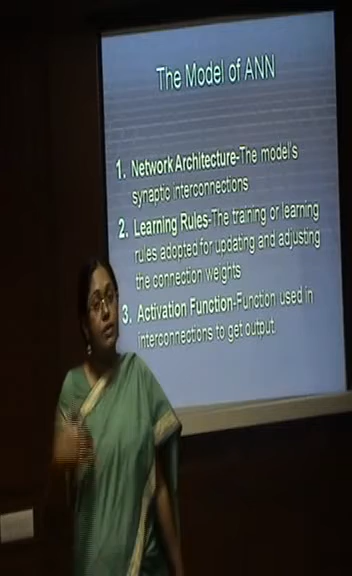 The Model of ANN
1. Network Architecture-The model's
synaptic interconnections
2. Learning Rules-The training or learning
rules adopted for updating and adjusting
the connection weights
3. Activation Function-Function used in
interconnections to get output